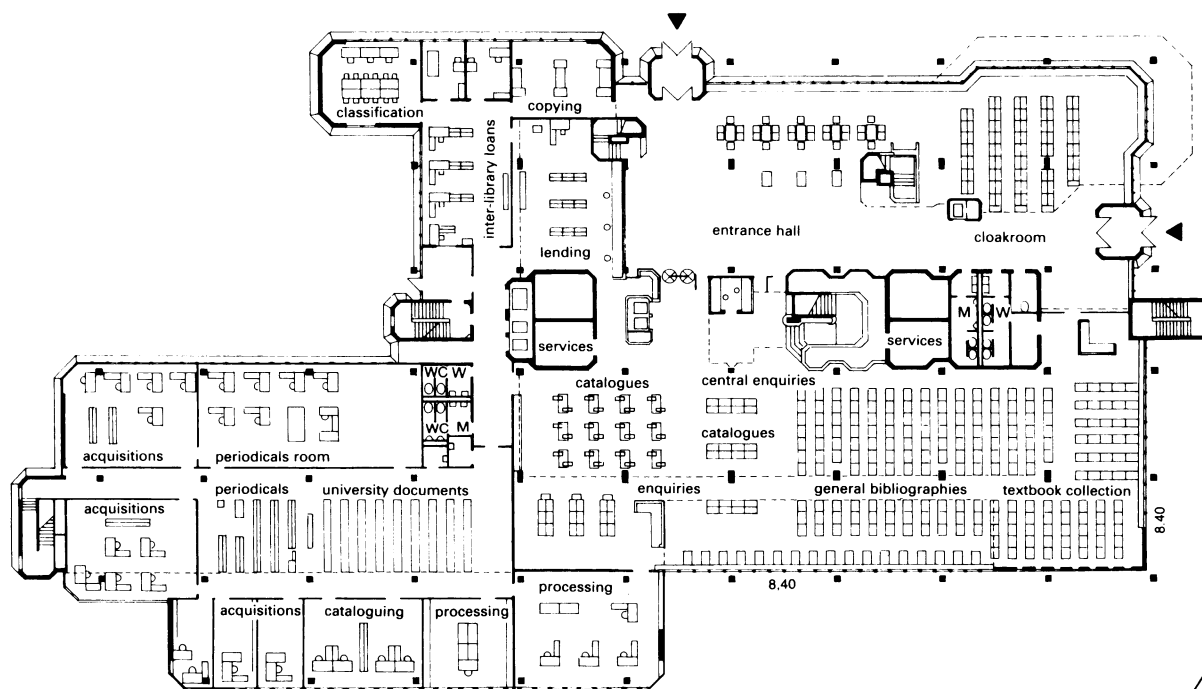 classification
copying
inter-library loans
lending
entrance hall
cloakroom
services
services
M
W
WC
W
WC
M
catalogues
central enquiries
catalogues
acquisitions
periodicals room
periodicals
university documents
enquiries
general bibliographies
textbook collection
acquisitions
8.40
8,40
processing
acquisitions
cataloguing
processing